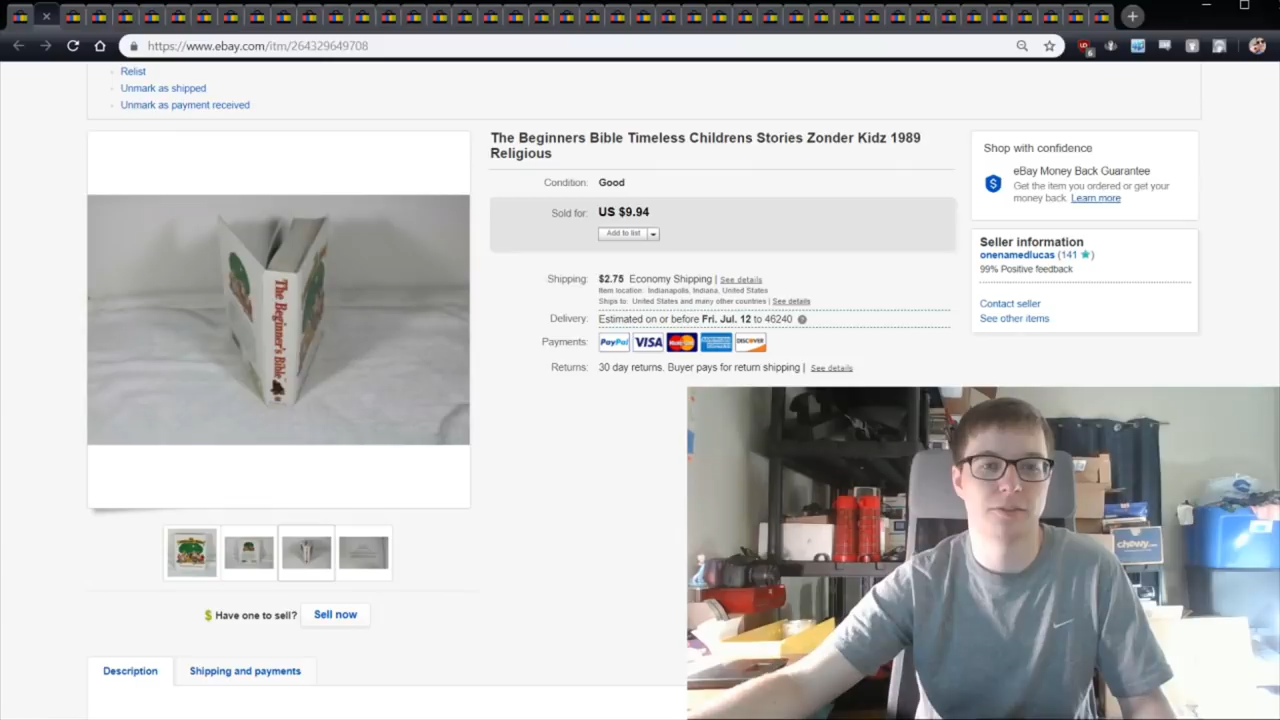 https://www.ebay.com/itm/264329649708
Relist
Unmark as shipped
Unmark as payment received
The Beginners Bible Timeless Childrens Stories Zonder Kidz 1989
Religious
Condition: Good
Sold for: US $9.94
Add to list
Shipping: $2.75 Economy Shipping | See details
Item location: Indianapolis, Indiana, United States
Ships to: United States and many other countries | See details
Delivery: Estimated on or before Fri. Jul. 12 to 46240
Payments: PayPal VISA MasterCard DISCOVER
Returns: 30 day returns. Buyer pays for return shipping | See details
Shop with confidence
eBay Money Back Guarantee
Get the item you ordered or get your
money back. Learn more
Seller information
onenamedlucas (141 )
99% Positive feedback
Contact seller
See other items
The Beginner's Bible
$ Have one to sell? Sell now
Description
Shipping and payments
chewy.com